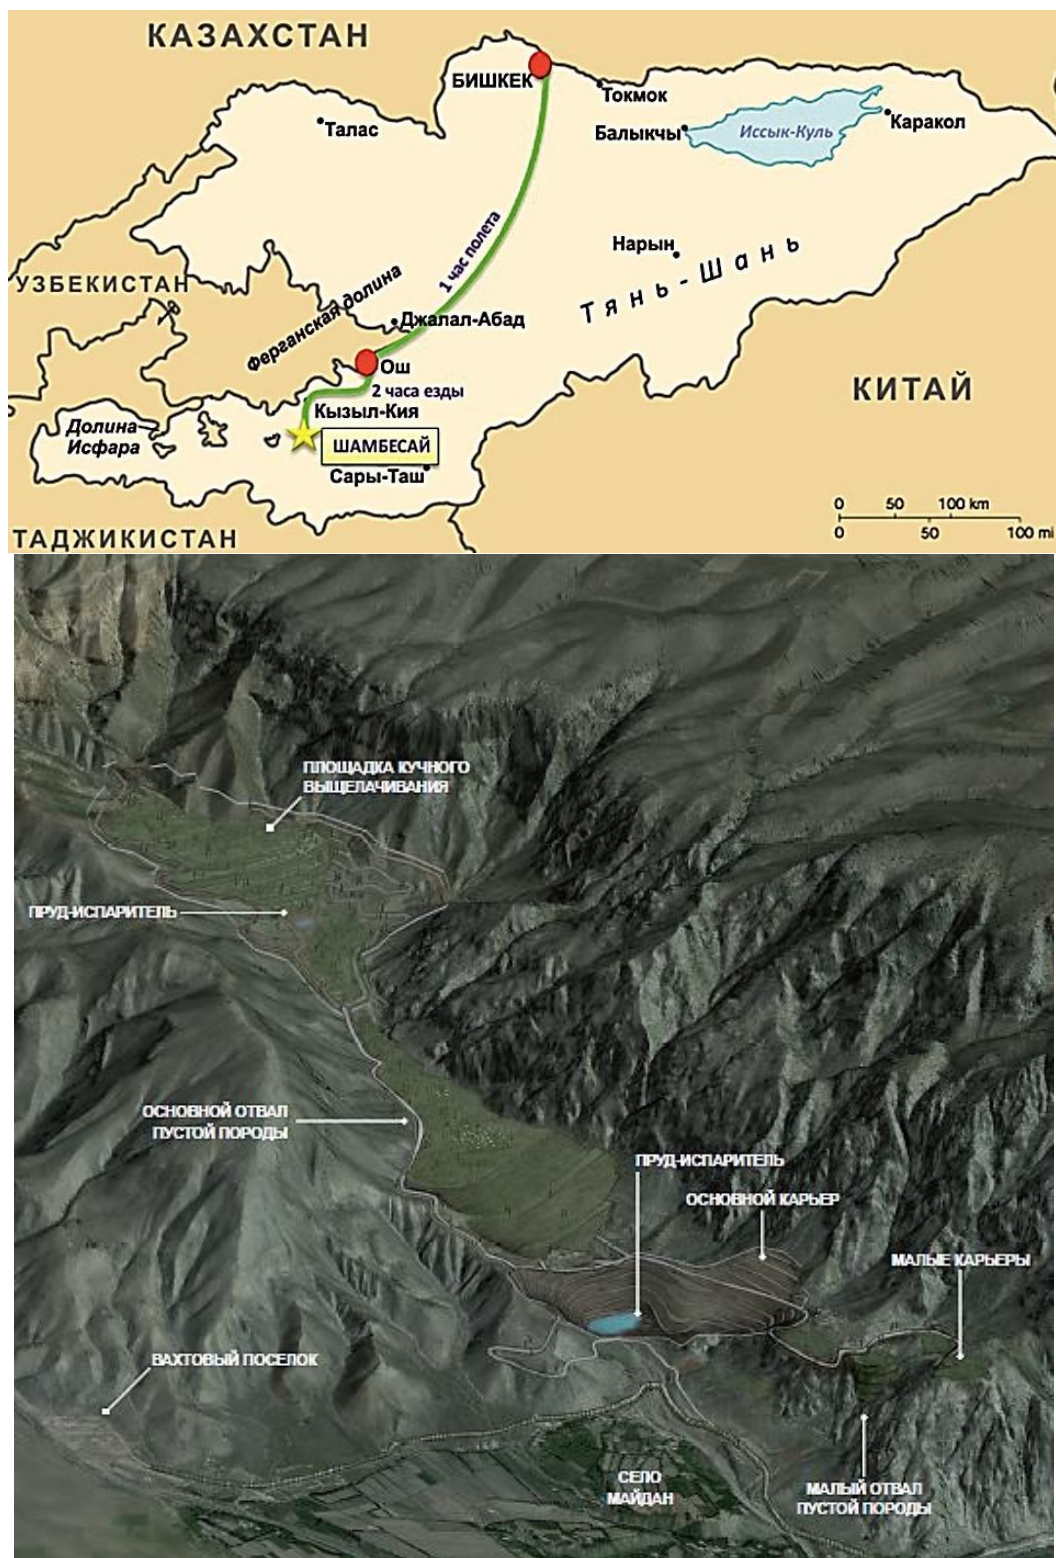 КАЗАХСТАН
БИШКЕК
Токмок
Талас
Балыкчы
Иссык-Куль
Каракол
1 час полета
Нарын
Тянь-Шань
УЗБЕКИСТАН
Ферганская долина
Джалал-Абад
Ош
2 часа езды
КИТАЙ
Кызыл-Кия
Долина
Исфара
ШАМБЕСАЙ
Сары-Таш
ТАДЖИКИСТАН
0 50 100 km
0 50 100 mi
ПЛОЩАДКА КУЧНОГО
ВЫЩЕЛАЧИВАНИЯ
ПРУД-ИСПАРИТЕЛЬ
ОСНОВНОЙ ОТВАЛ
ПУСТОЙ ПОРОДЫ
ПРУД-ИСПАРИТЕЛЬ
ОСНОВНОЙ КАРЬЕР
МАЛЫЕ КАРЬЕРЫ
ВАХТОВЫЙ ПОСЕЛОК
СЕЛО
МАЙДАН
МАЛЫЙ ОТВАЛ
ПУСТОЙ ПОРОДЫ